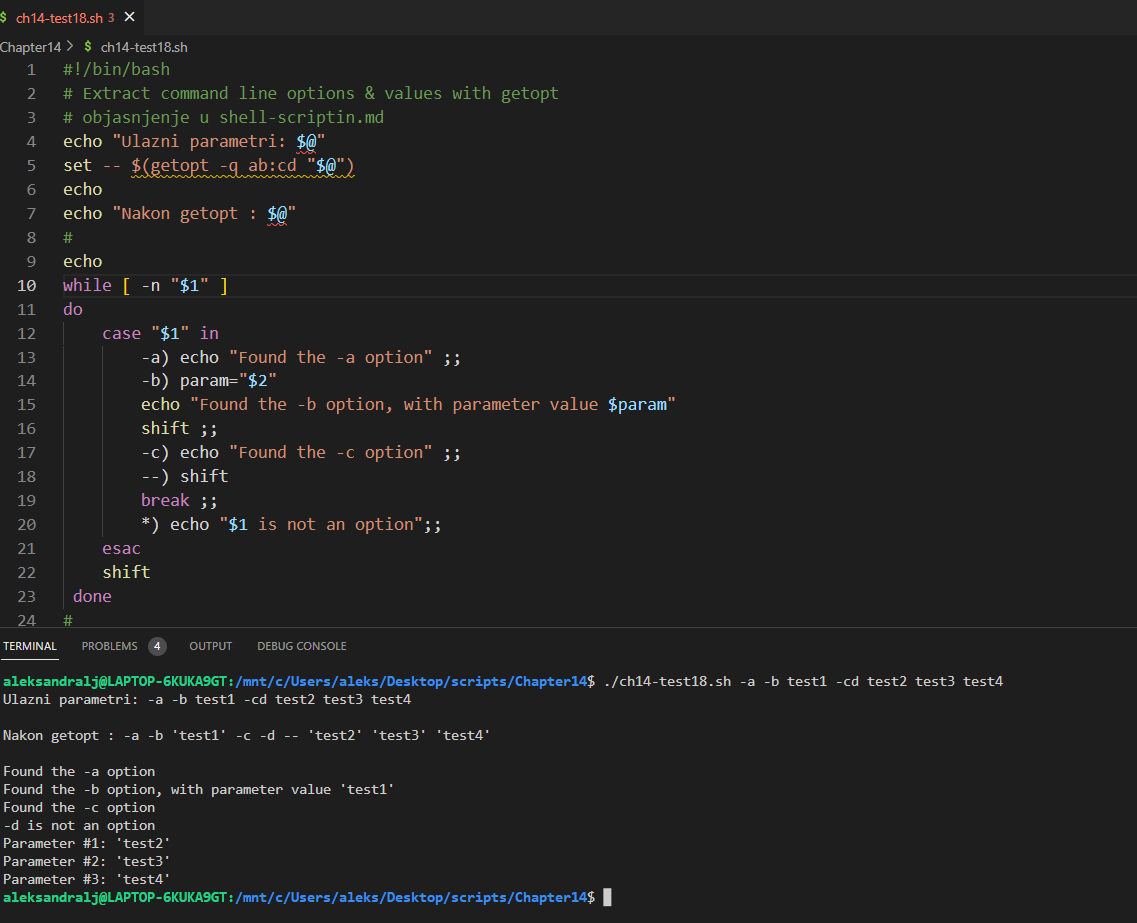 $ ch14-test18.sh 3 ✕
Chapter14 > $ ch14-test18.sh
1 #!/bin/bash
2 # Extract command line options & values with getopt
3 # objasnjenje u shell-scriptin.md
4 echo "Ulazni parametri: $@"
5 set -- $(getopt -q ab:cd "$@")
6 echo
7 echo "Nakon getopt : $@"
8 #
9 echo
10 while [ -n "$1" ]
11 do
12     case "$1" in
13         -a) echo "Found the -a option" ;;
14         -b) param="$2"
15         echo "Found the -b option, with parameter value $param"
16         shift ;;
17         -c) echo "Found the -c option" ;;
18         --) shift
19         break ;;
20         *) echo "$1 is not an option";;
21     esac
22     shift
23  done
24 #
TERMINAL PROBLEMS 4 OUTPUT DEBUG CONSOLE
aleksandralj@LAPTOP-6KUKA9GT:/mnt/c/Users/aleks/Desktop/scripts/Chapter14$ ./ch14-test18.sh -a -b test1 -cd test2 test3 test4
Ulazni parametri: -a -b test1 -cd test2 test3 test4
Nakon getopt : -a -b 'test1' -c -d -- 'test2' 'test3' 'test4'
Found the -a option
Found the -b option, with parameter value 'test1'
Found the -c option
-d is not an option
Parameter #1: 'test2'
Parameter #2: 'test3'
Parameter #3: 'test4'
aleksandralj@LAPTOP-6KUKA9GT:/mnt/c/Users/aleks/Desktop/scripts/Chapter14$